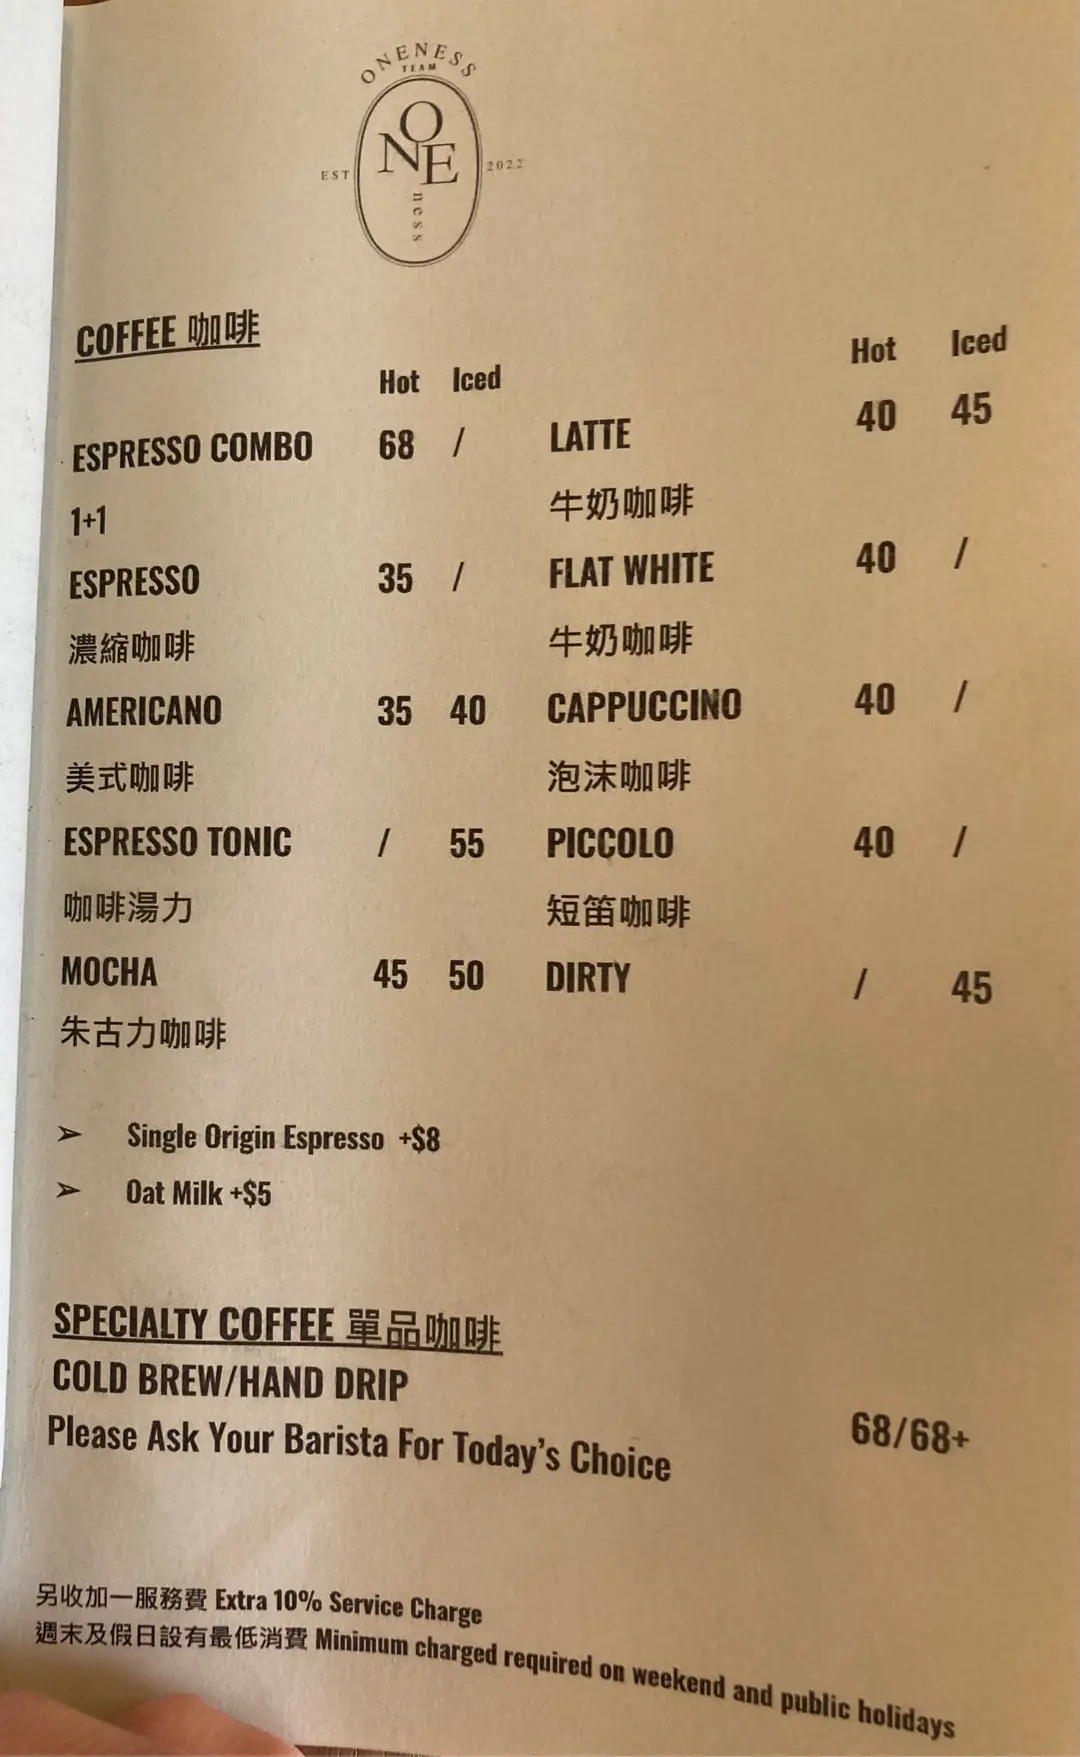 ONENESS
TEAM
ONE
EST 2022
ness
COFFEE 咖啡
Hot Iced
ESPRESSO COMBO 68 /
1+1
ESPRESSO 35 /
濃縮咖啡
AMERICANO 35 40
美式咖啡
ESPRESSO TONIC / 55
咖啡湯力
MOCHA 45 50
朱古力咖啡
Hot Iced
LATTE 40 45
牛奶咖啡
FLAT WHITE 40 /
牛奶咖啡
CAPPUCCINO 40 /
泡沫咖啡
PICCOLO 40 /
短笛咖啡
DIRTY / 45
➢ Single Origin Espresso +$8
➢ Oat Milk +$5
SPECIALTY COFFEE 單品咖啡
COLD BREW/HAND DRIP
Please Ask Your Barista For Today's Choice 68/68+
另收加一服務費 Extra 10% Service Charge
週末及假日設有最低消費 Minimum charged required on weekend and public holidays